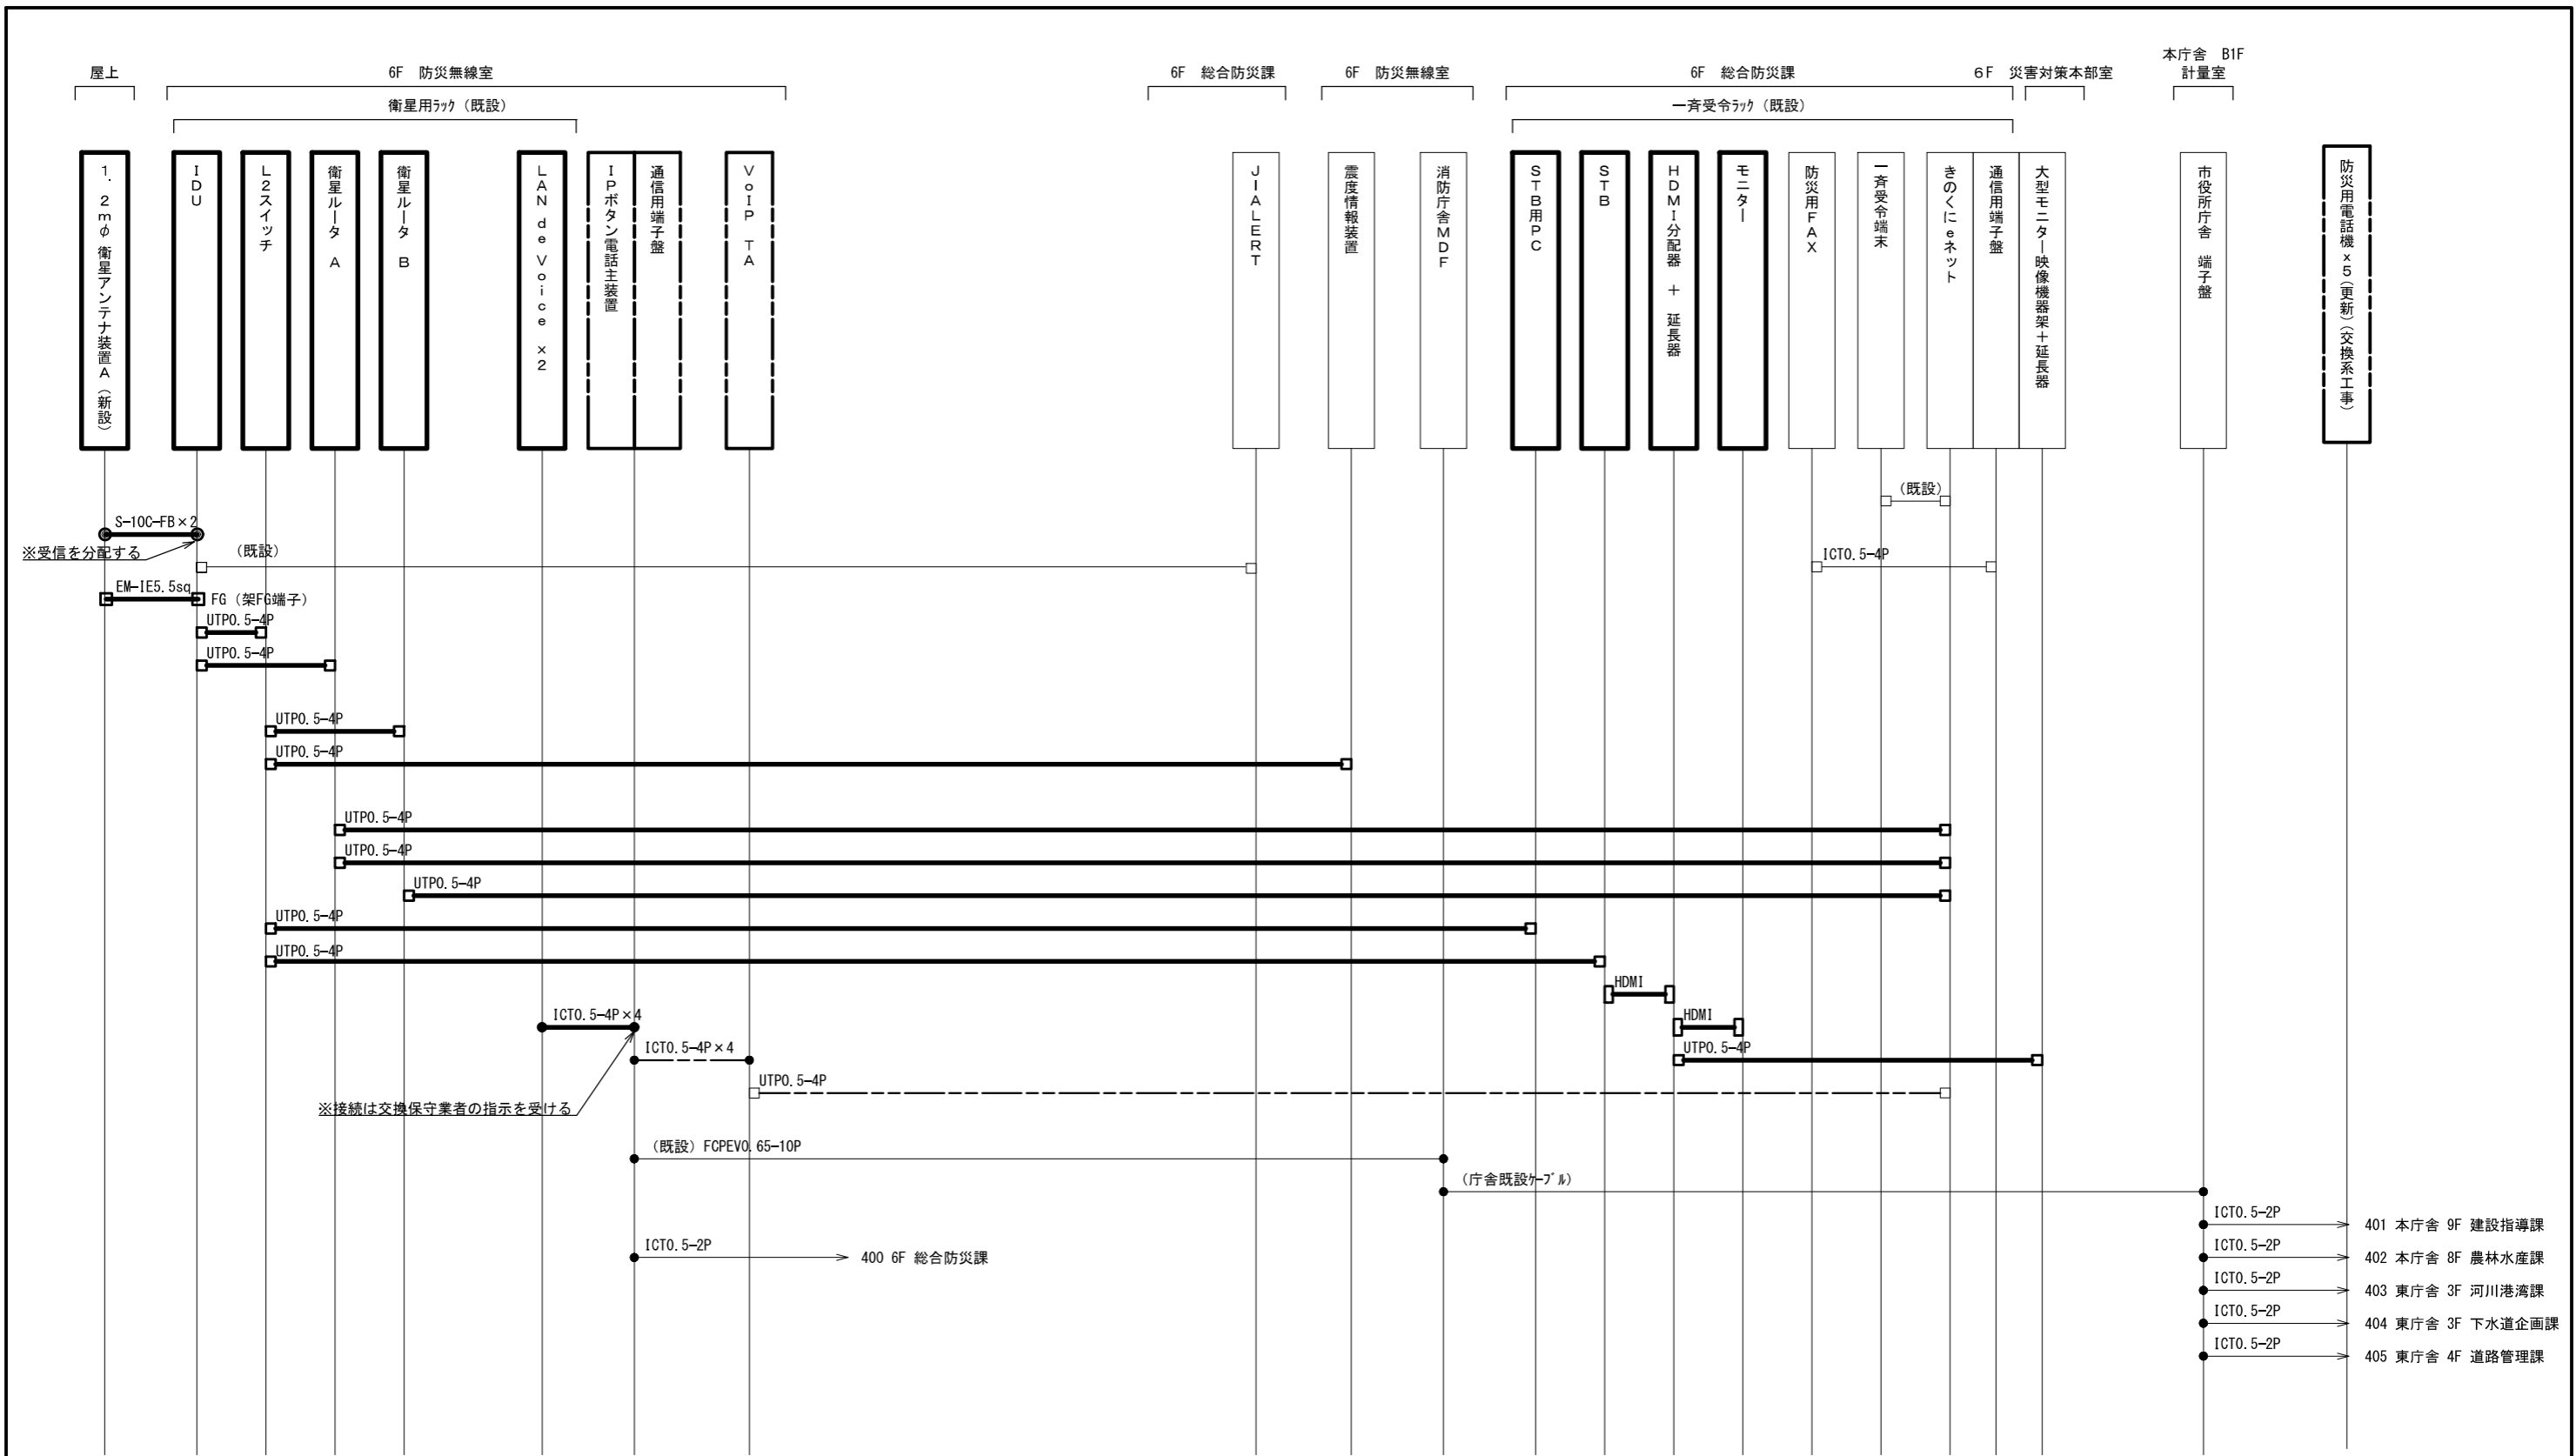 屋上
6F 防災無線室
6F 総合防災課
6F 防災無線室
6F 総合防災課
6F 災害対策本部室
本庁舎 B1F
計量室
衛星用ﾗｯｸ（既設）
一斉受令ﾗｯｸ（既設）
1.2mφ衛星アンテナ装置A（新設）
IDU
L2スイッチ
衛星ルータ A
衛星ルータ B
LAN de Voice ×2
IPボタン電話主装置
通信用端子盤
VoIP TA
JIALERT
震度情報装置
消防庁舎MDF
STB用PC
STB
HDMI分配器 + 延長器
モニター
防災用FAX
一斉受令端末
きのくにeネット
通信用端子盤
大型モニター映像機器架+延長器
市役所庁舎 端子盤
防災用電話機x5（更新）（交換系工事）
（既設）
S-10C-FB×2
※受信を分配する
（既設）
ICT0.5-4P
EM-IE5.5sq
FG（架FG端子）
UTP0.5-4P
UTP0.5-4P
UTP0.5-4P
UTP0.5-4P
UTP0.5-4P
UTP0.5-4P
UTP0.5-4P
UTP0.5-4P
UTP0.5-4P
HDMI
ICT0.5-4P×4
HDMI
ICT0.5-4P×4
UTP0.5-4P
UTP0.5-4P
※接続は交換保守業者の指示を受ける
（既設）FCPEV0.65-10P
（庁舎既設ｹｰﾌﾞﾙ）
ICT0.5-2P
401 本庁舎 9F 建設指導課
ICT0.5-2P
400 6F 総合防災課
ICT0.5-2P
402 本庁舎 8F 農林水産課
ICT0.5-2P
403 東庁舎 3F 河川港湾課
ICT0.5-2P
404 東庁舎 3F 下水道企画課
ICT0.5-2P
405 東庁舎 4F 道路管理課